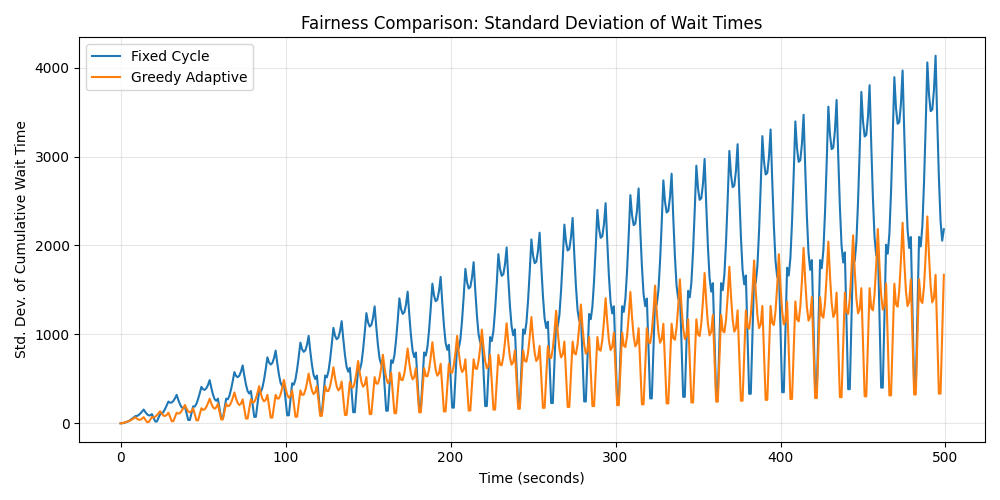 Fairness Comparison: Standard Deviation of Wait Times
Fixed Cycle
Greedy Adaptive
Std. Dev. of Cumulative Wait Time
4000
3000
2000
1000
0
0 100 200 300 400 500
Time (seconds)